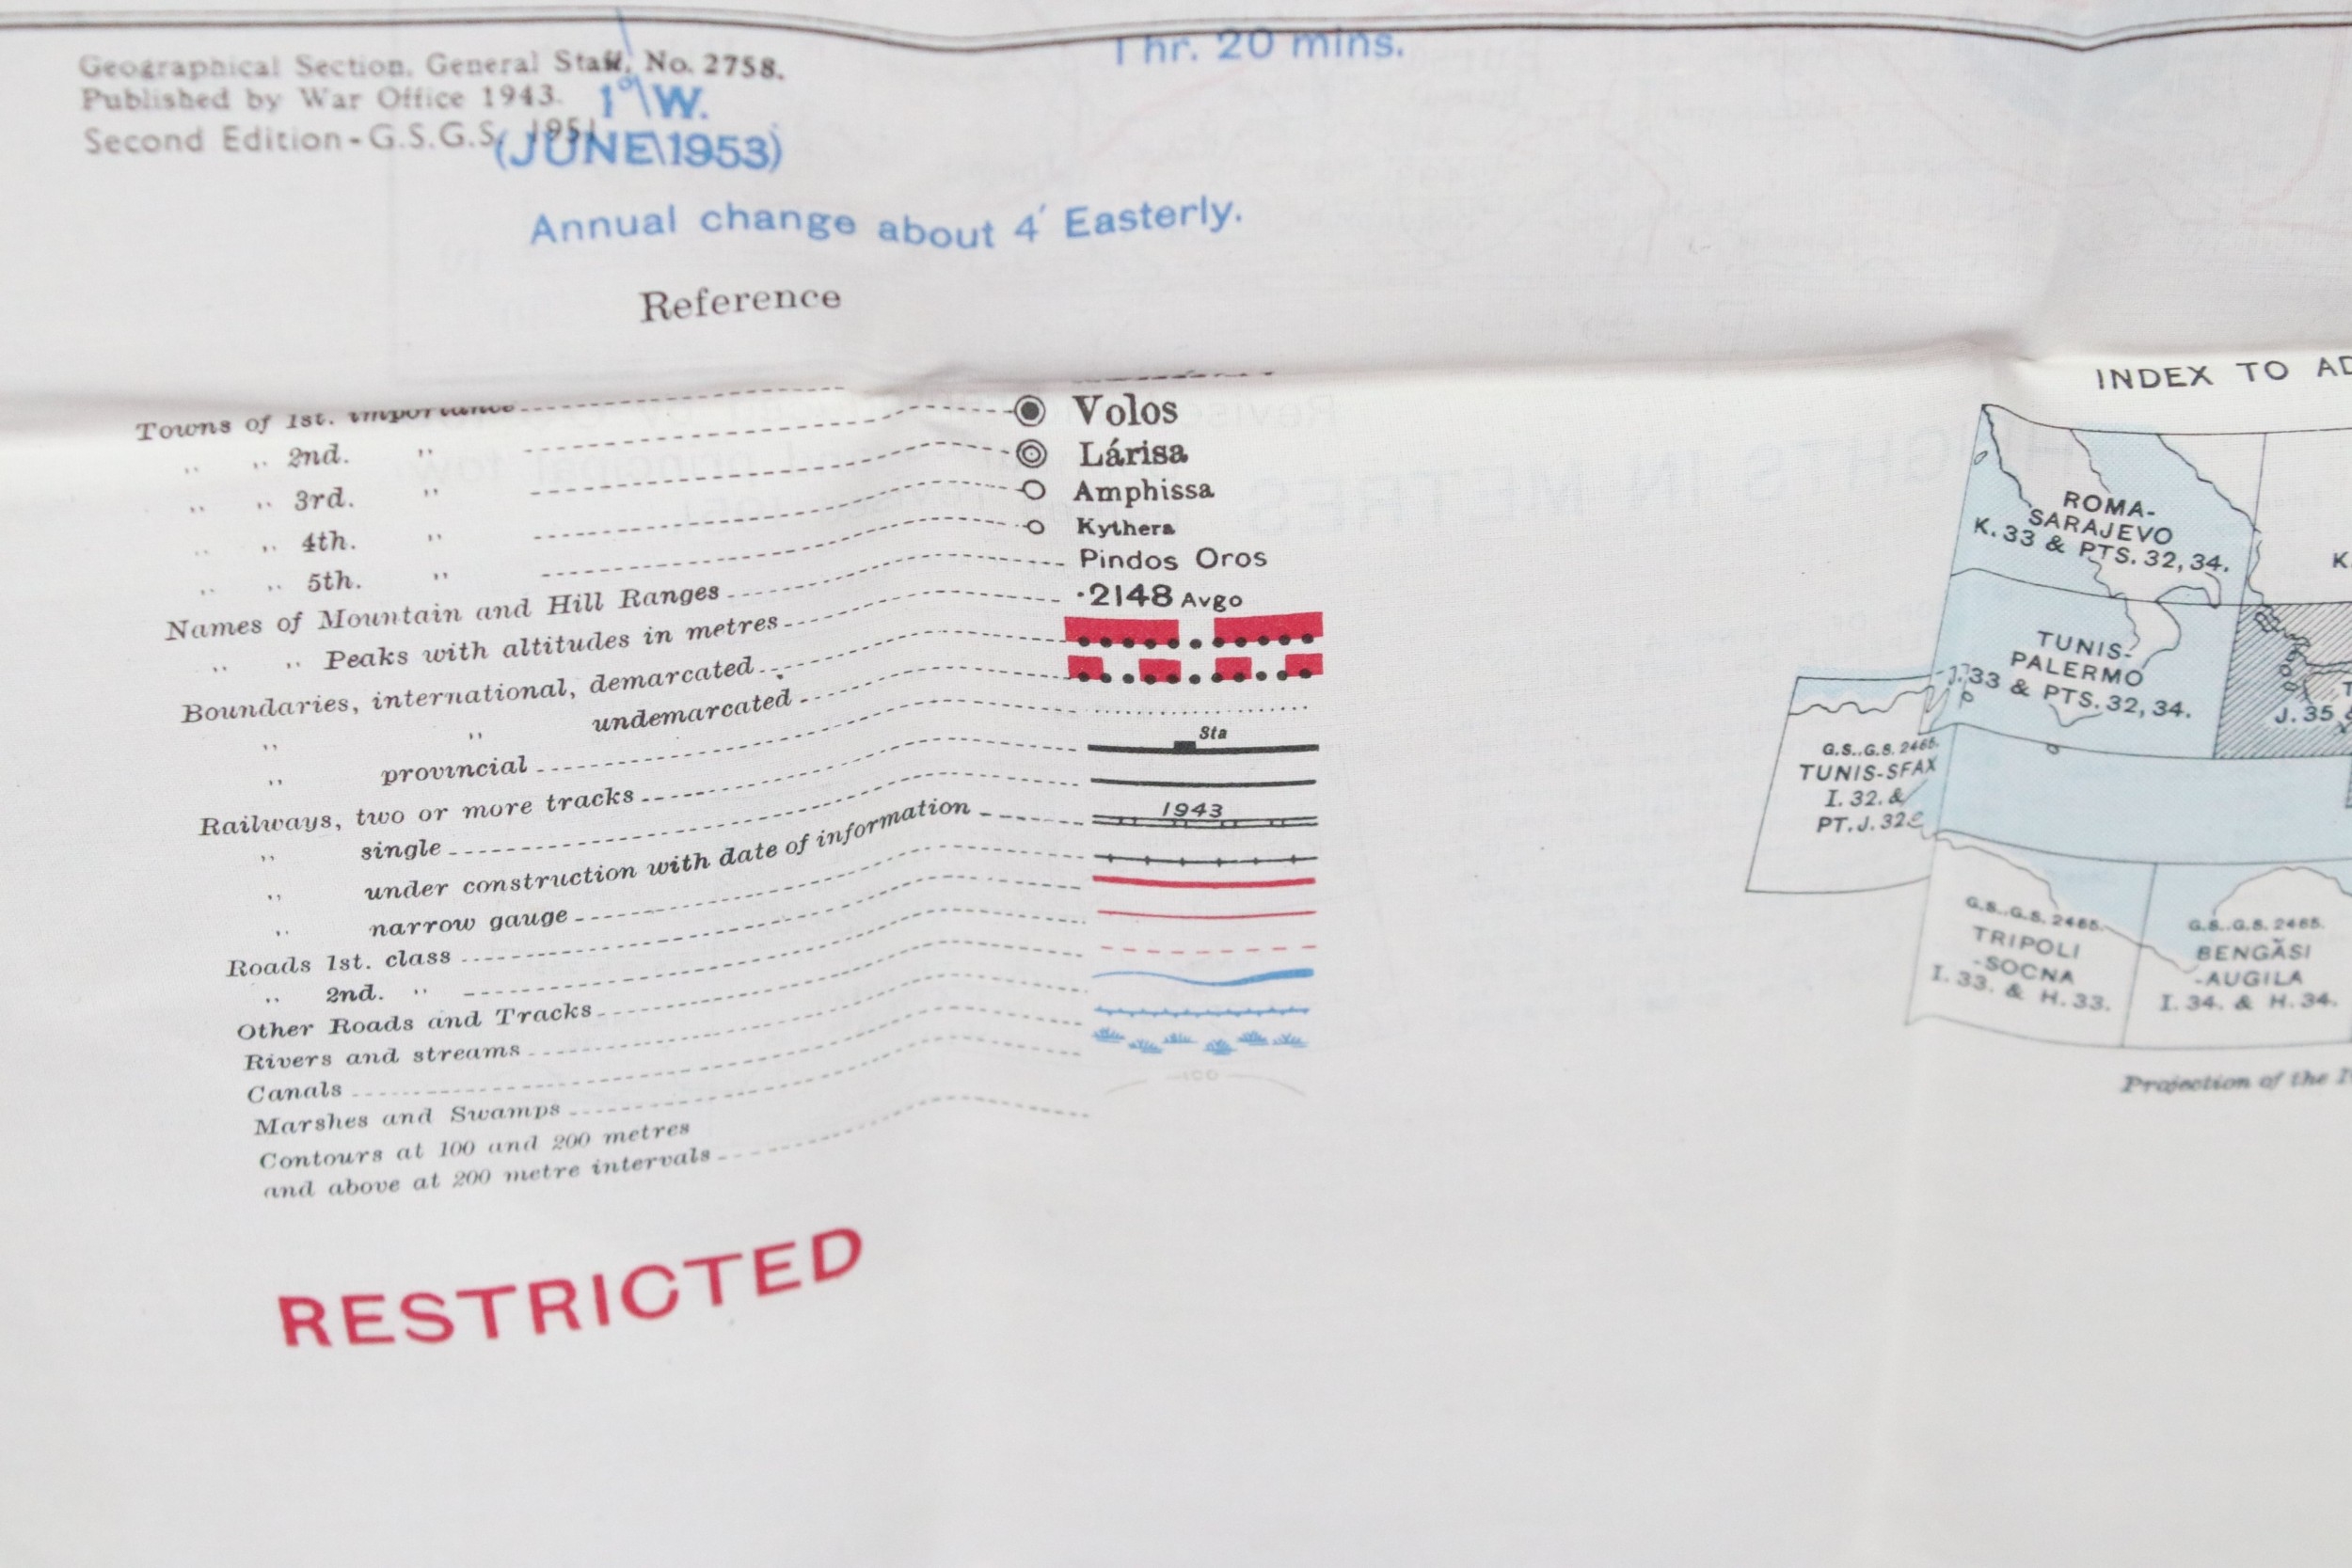 1 hr. 20 mins.
Geographical Section, General Staff, No. 2758.
Published by War Office 1943.
1° W.
Second Edition - G.S.G.S. 1951
(JUNE 1953)
Annual change about 4′ Easterly.
Reference
Towns of 1st. importance
,, ,, 2nd. ,, Volos
,, ,, 3rd. ,, Lárisa
,, ,, 4th. ,, Amphissa
,, ,, 5th. ,, Kythera
Names of Mountain and Hill Ranges Pindos Oros
,, ,, Peaks with altitudes in metres ·2148 Avgo
Boundaries, international, demarcated
,, ,, undemarcated
,, provincial
Railways, two or more tracks Sta
,, single
,, under construction with date of information 1943
,, narrow gauge
Roads 1st. class
,, 2nd. ,,
Other Roads and Tracks
Rivers and streams
Canals
Marshes and Swamps
Contours at 100 and 200 metres
and above at 200 metre intervals
RESTRICTED
INDEX TO AD
ROMA-
SARAJEVO
K. 33 & PTS. 32, 34.
K.
TUNIS-
PALERMO
J. 33 & PTS. 32, 34.
J. 35
G.S.,G.S. 2465.
TUNIS-SFAX
I. 32. &
PT. J. 32
G.S.,G.S. 2465.
TRIPOLI
-SOCNA
I. 33. & H. 33.
G.S.,G.S. 2465.
BENGĀSI
-AUGILA
I. 34. & H. 34.
Projection of the